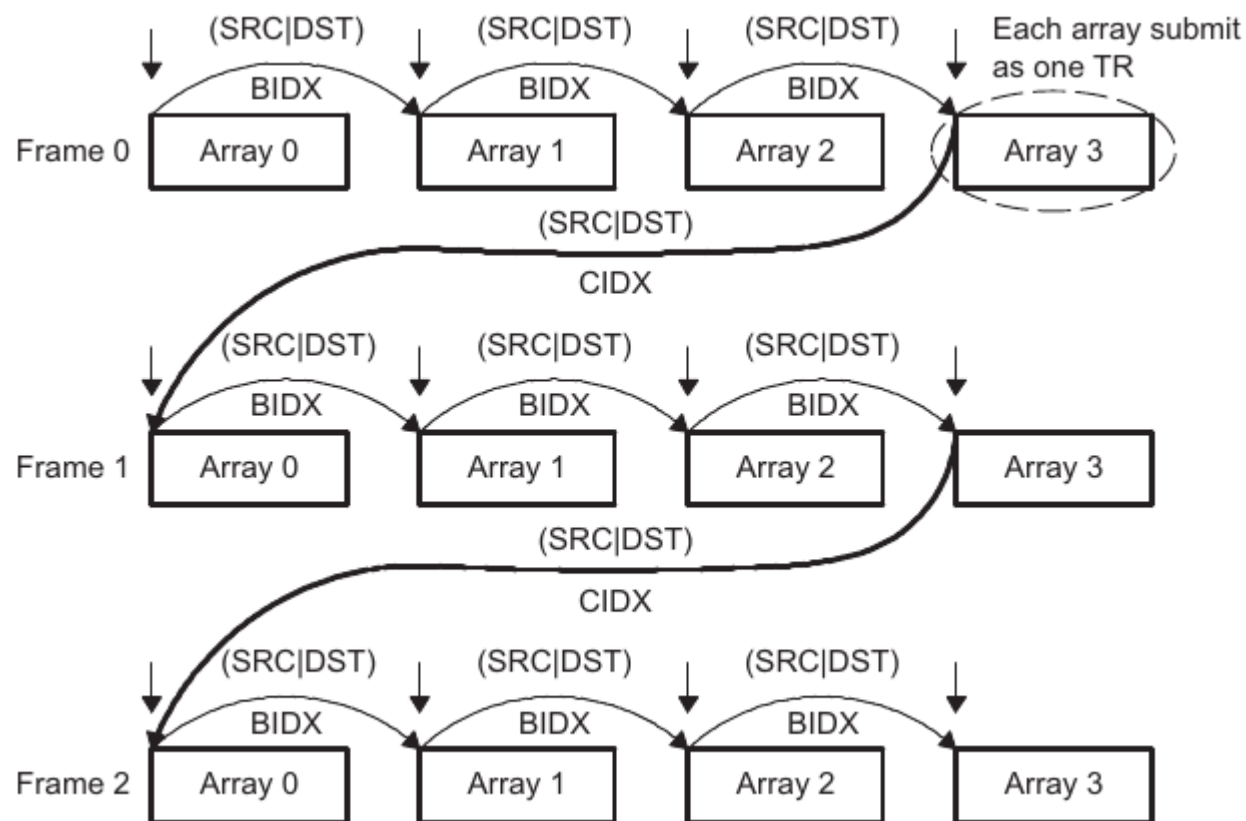 (SRC|DST) (SRC|DST) (SRC|DST) Each array submit
as one TR
BIDX BIDX BIDX
Frame 0 Array 0 Array 1 Array 2 Array 3
(SRC|DST)
CIDX
(SRC|DST) (SRC|DST) (SRC|DST)
BIDX BIDX BIDX
Frame 1 Array 0 Array 1 Array 2 Array 3
(SRC|DST)
CIDX
(SRC|DST) (SRC|DST) (SRC|DST)
BIDX BIDX BIDX
Frame 2 Array 0 Array 1 Array 2 Array 3